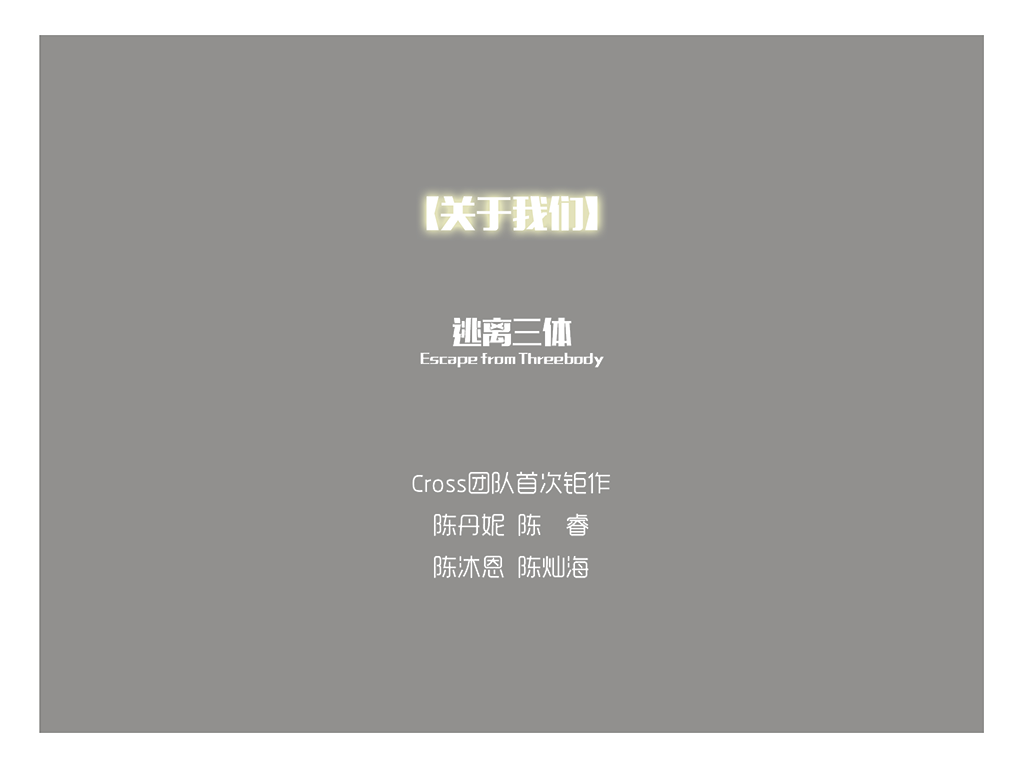 【关于我们】
逃离三体
Escape from Threebody
Cross团队首次钜作
陈丹妮 陈　睿
陈沐恩 陈灿海